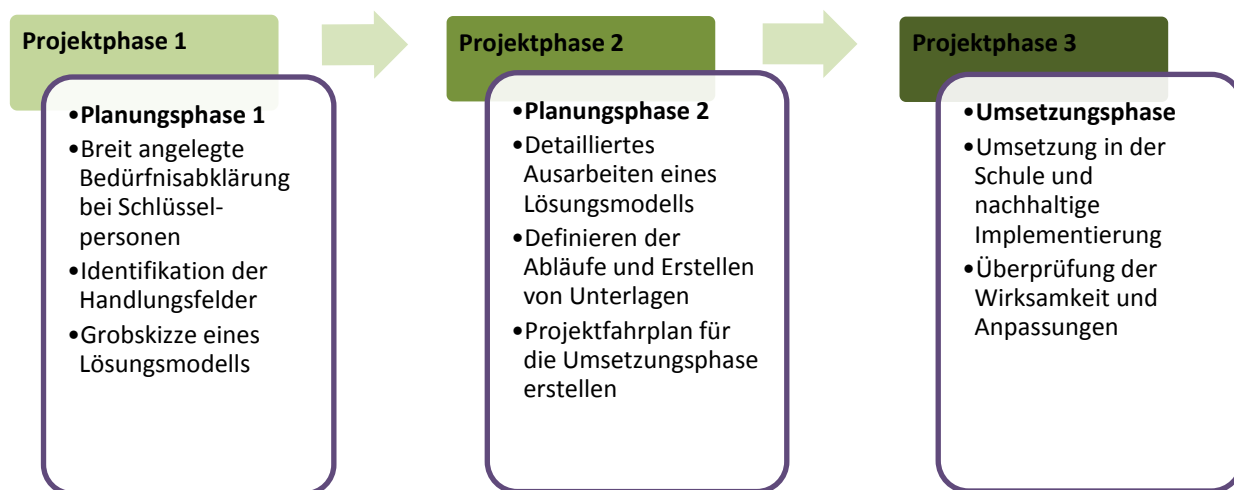 Projektphase 1
•Planungsphase 1
•Breit angelegte
Bedürfnisabklärung
bei Schlüssel-
personen
•Identifikation der
Handlungsfelder
•Grobskizze eines
Lösungsmodells
Projektphase 2
•Planungsphase 2
•Detailliertes
Ausarbeiten eines
Lösungsmodells
•Definieren der
Abläufe und Erstellen
von Unterlagen
•Projektfahrplan für
die Umsetzungsphase
erstellen
Projektphase 3
•Umsetzungsphase
•Umsetzung in der
Schule und
nachhaltige
Implementierung
•Überprüfung der
Wirksamkeit und
Anpassungen